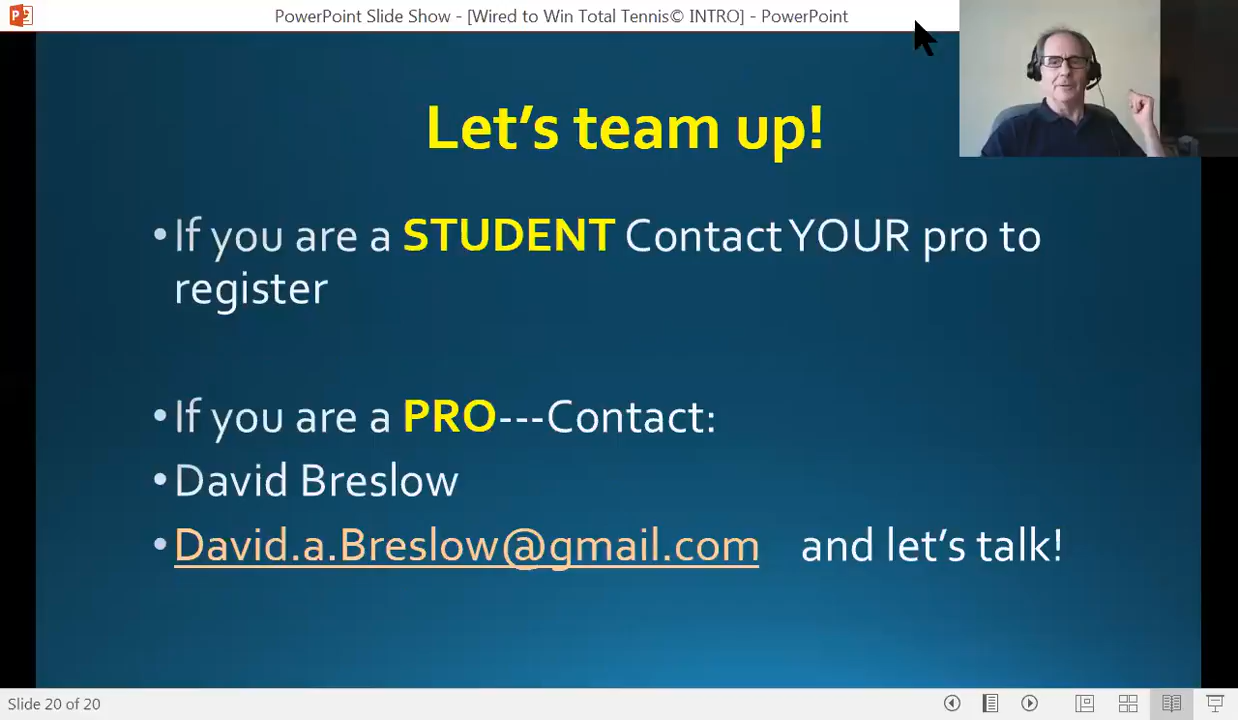 PowerPoint Slide Show - [Wired to Win Total Tennis© INTRO] - PowerPoint
Let's team up!
•If you are a STUDENT Contact YOUR pro to
register
•If you are a PRO---Contact:
•David Breslow
•David.a.Breslow@gmail.com and let's talk!
Slide 20 of 20